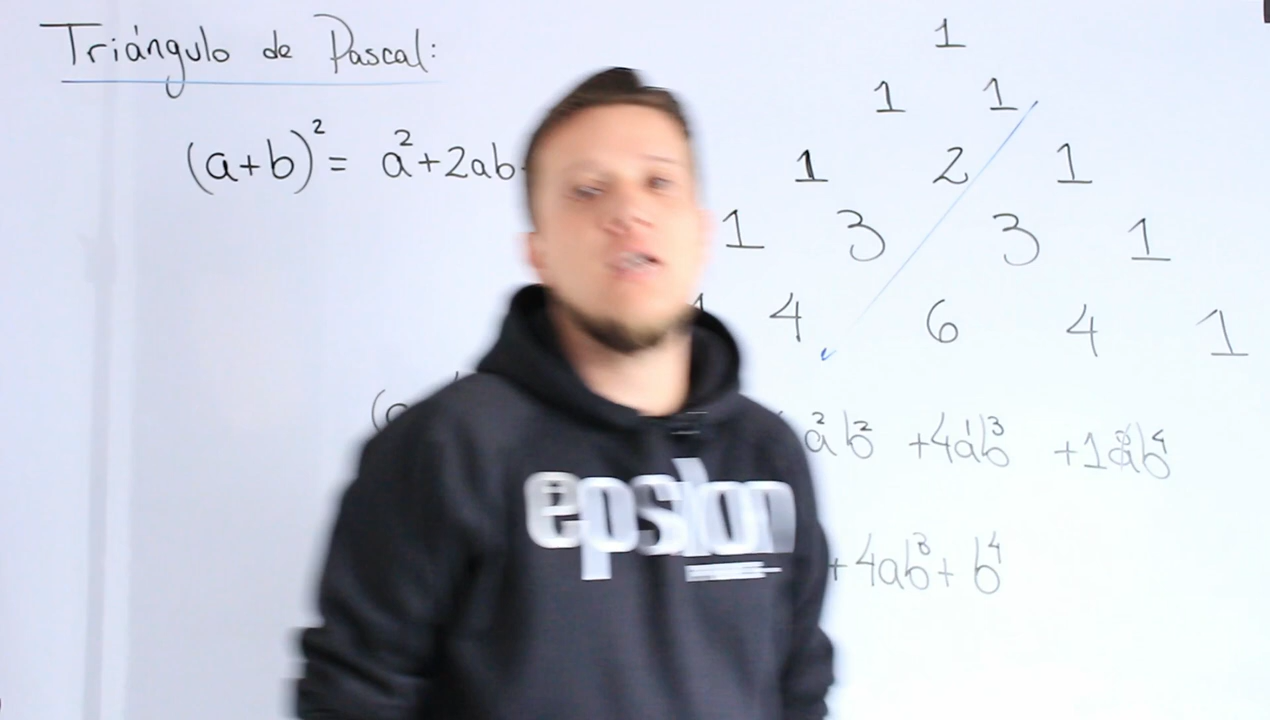 Triángulo de Pascal:
1
1 1
(a+b)² = a²+2ab
1 2 1
1 3 3 1
4 6 4 1
a²b² +4a¹b³ +1a⁰b⁴
epsilon
+4ab³+ b⁴